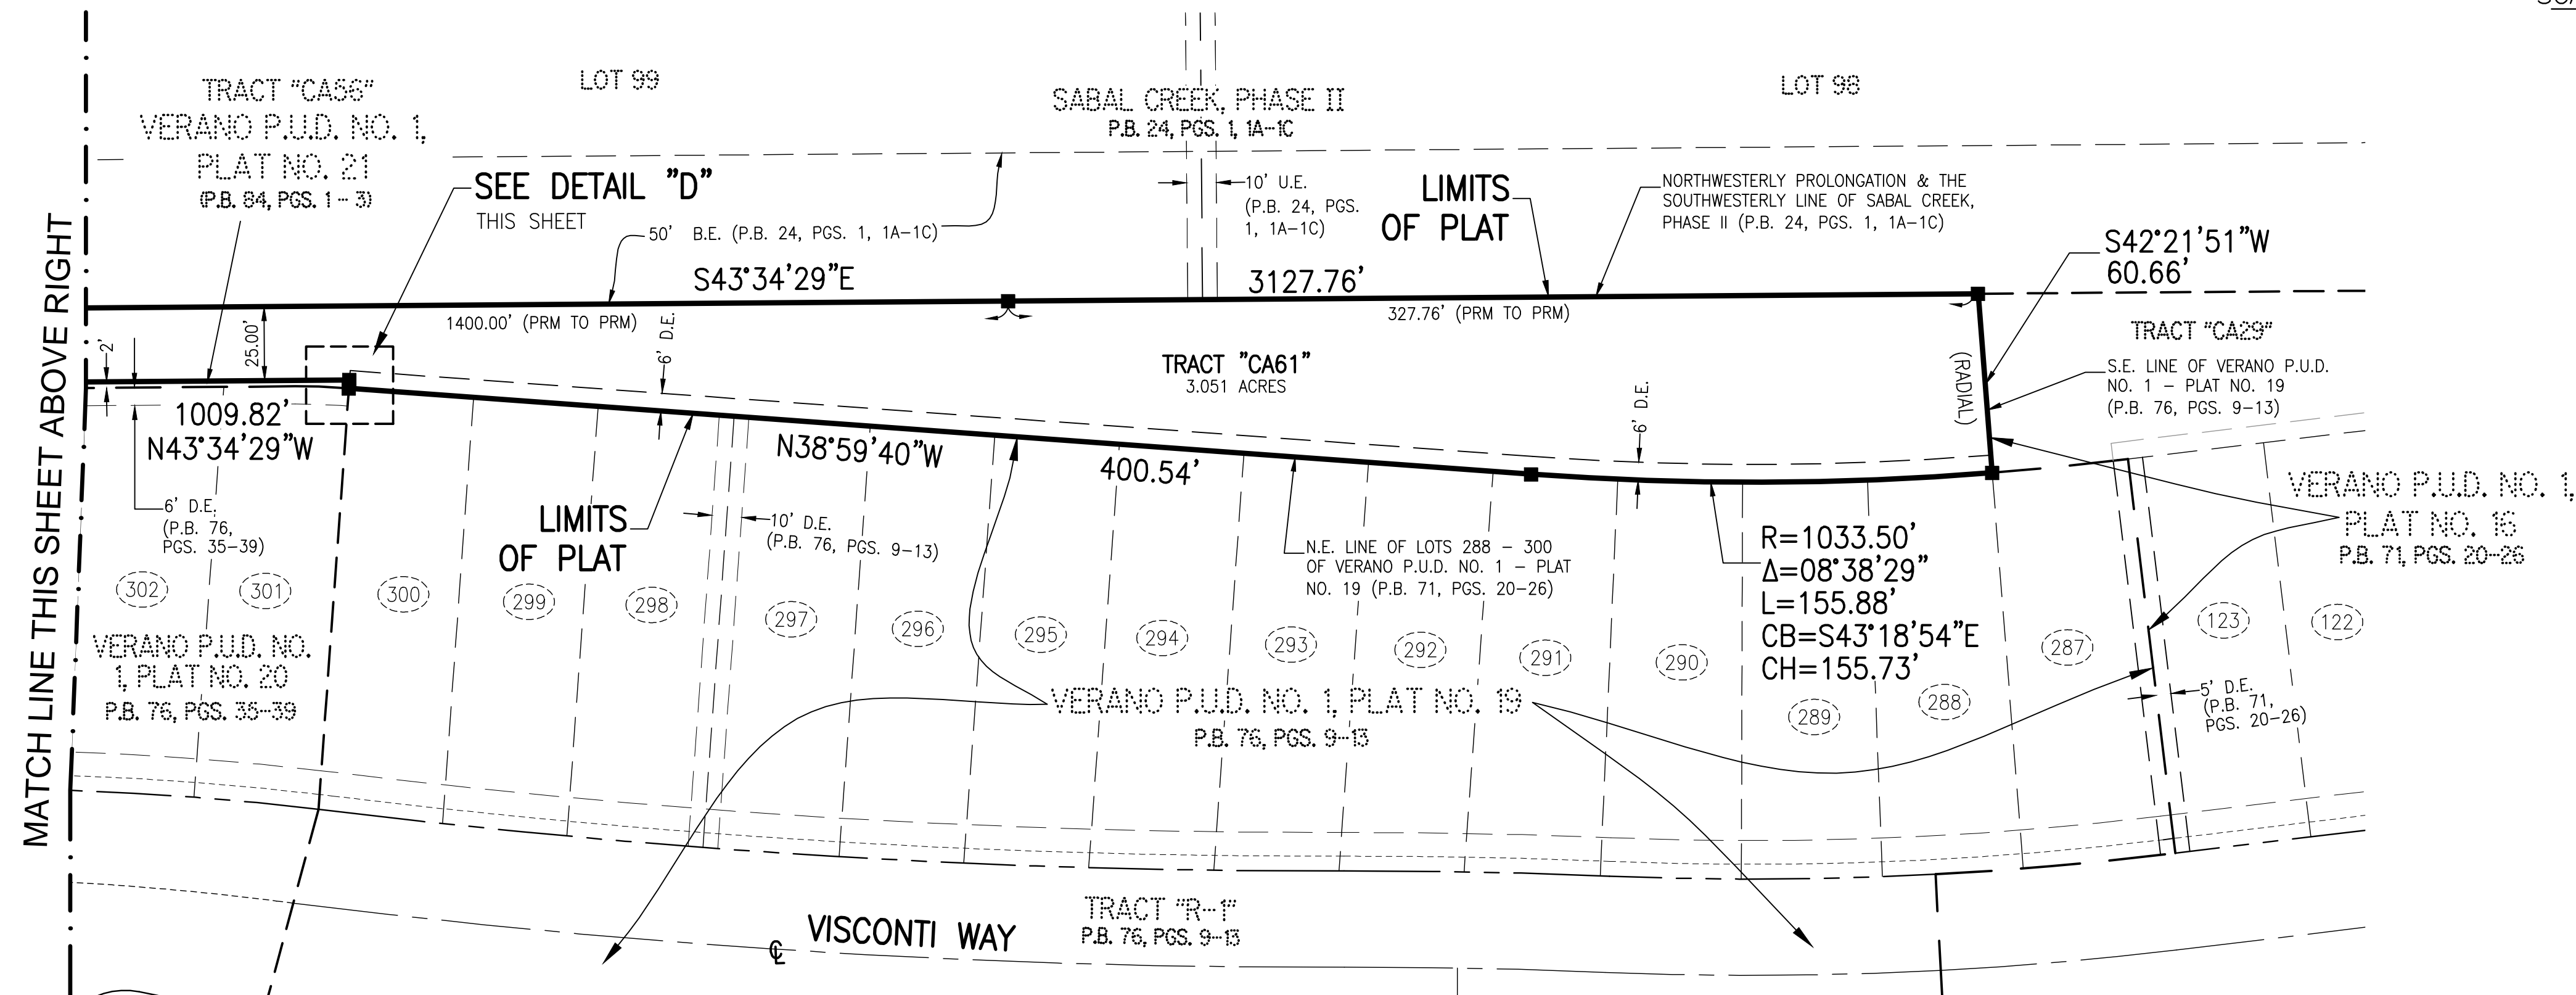 LOT 99
LOT 98
TRACT "CA56"
VERANO P.U.D. NO. 1,
PLAT NO. 21
(P.B. 84, PGS. 1 - 3)
SABAL CREEK, PHASE II
P.B. 24, PGS. 1, 1A-1C
SEE DETAIL "D"
THIS SHEET
50' B.E. (P.B. 24, PGS. 1, 1A-1C)
10' U.E.
(P.B. 24, PGS.
1, 1A-1C)
LIMITS
OF PLAT
NORTHWESTERLY PROLONGATION & THE
SOUTHWESTERLY LINE OF SABAL CREEK,
PHASE II (P.B. 24, PGS. 1, 1A-1C)
S42°21'51"W
60.66'
S43°34'29"E
3127.76'
1400.00' (PRM TO PRM)
327.76' (PRM TO PRM)
MATCH LINE THIS SHEET ABOVE RIGHT
2'
25.00'
6' D.E.
TRACT "CA61"
3.051 ACRES
6' D.E.
(RADIAL)
TRACT "CA29"
S.E. LINE OF VERANO P.U.D.
NO. 1 - PLAT NO. 19
(P.B. 76, PGS. 9-13)
1009.82'
N43°34'29"W
N38°59'40"W
400.54'
6' D.E.
(P.B. 76,
PGS. 35-39)
LIMITS
OF PLAT
10' D.E.
(P.B. 76, PGS. 9-13)
N.E. LINE OF LOTS 288 - 300
OF VERANO P.U.D. NO. 1 - PLAT
NO. 19 (P.B. 71, PGS. 20-26)
R=1033.50'
Δ=08°38'29"
L=155.88'
CB=S43°18'54"E
CH=155.73'
VERANO P.U.D. NO. 1,
PLAT NO. 16
P.B. 71, PGS. 20-26
302
301
300
299
298
297
296
295
294
293
292
291
290
289
288
287
123
122
VERANO P.U.D. NO.
1, PLAT NO. 20
P.B. 76, PGS. 35-39
VERANO P.U.D. NO. 1, PLAT NO. 19
P.B. 76, PGS. 9-13
5' D.E.
(P.B. 71,
PGS. 20-26)
℄
VISCONTI WAY
TRACT "R-1"
P.B. 76, PGS. 9-13